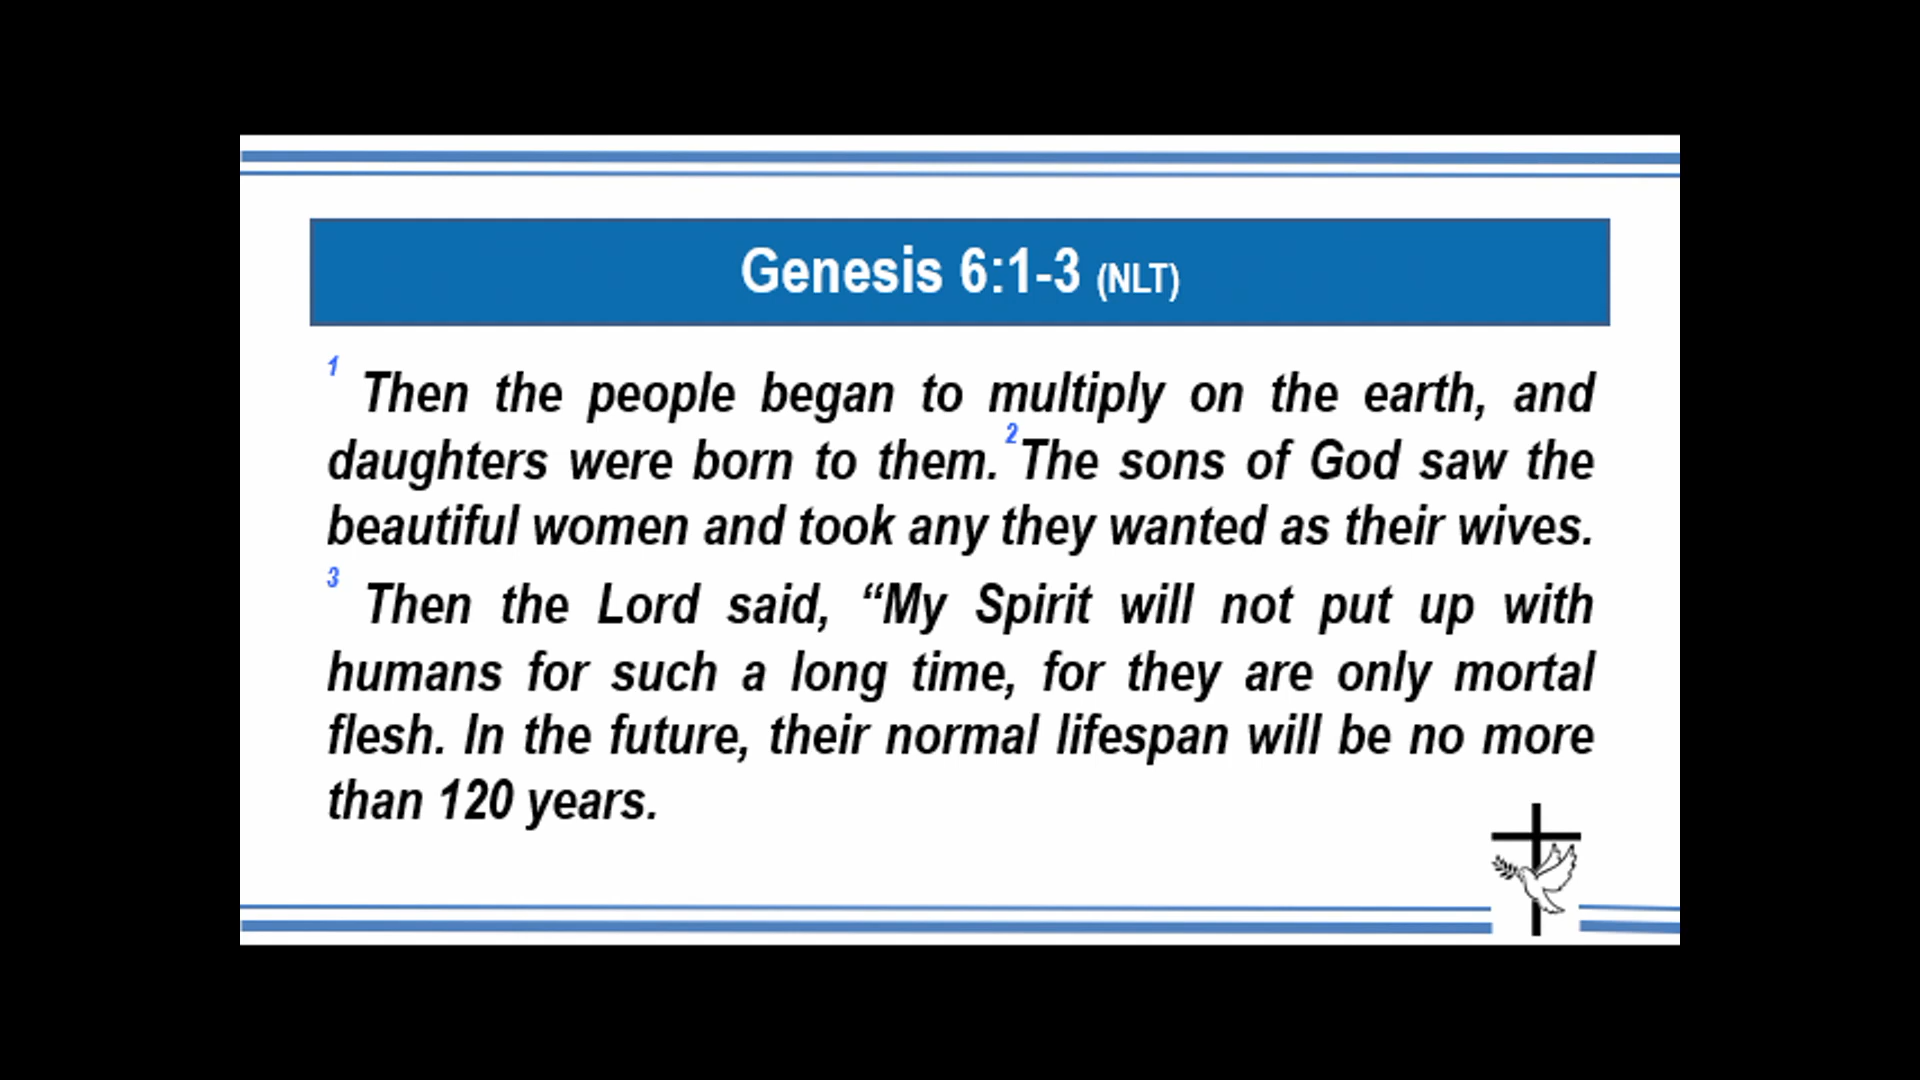 Genesis 6:1-3 (NLT)
1 Then the people began to multiply on the earth, and
daughters were born to them. 2 The sons of God saw the
beautiful women and took any they wanted as their wives.
3 Then the Lord said, “My Spirit will not put up with
humans for such a long time, for they are only mortal
flesh. In the future, their normal lifespan will be no more
than 120 years.